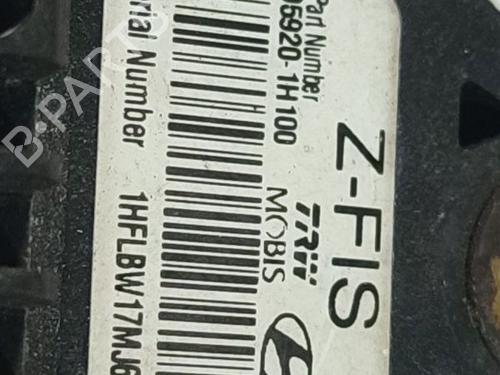 Part Number
95920-1H100
Serial Number 1HFLBW17MJ6
Z-FIS
TRW
MOBIS
B-PARTS